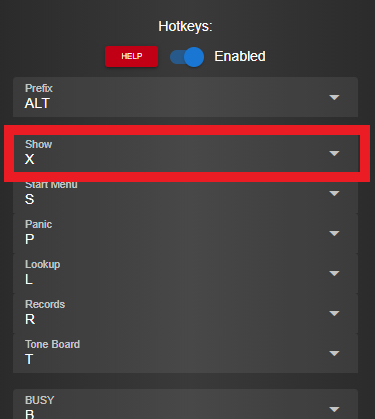 Hotkeys:
HELP Enabled
Prefix
ALT
Show
X
Start Menu
S
Panic
P
Lookup
L
Records
R
Tone Board
T
BUSY
B